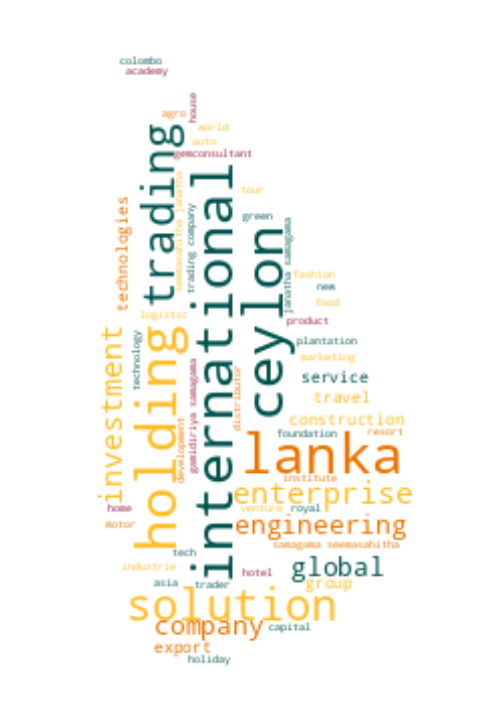 colombo
academy
house
agro
world
trading
auto
gemconsultant
international
seemasahitha janatha
tour
technologies
trading company
green
janatha samagama
ceylon
fashion
new
food
logistic
product
holding
investment
technology
plantation
marketing
gamidiriya samagama
distributor
service
travel
construction
development
foundation
resort
lanka
institute
enterprise
home
venture royal
motor
engineering
samagama seemasahitha
tech
industrie
global
hotel
asia
trader
group
solution
company
capital
export
holiday